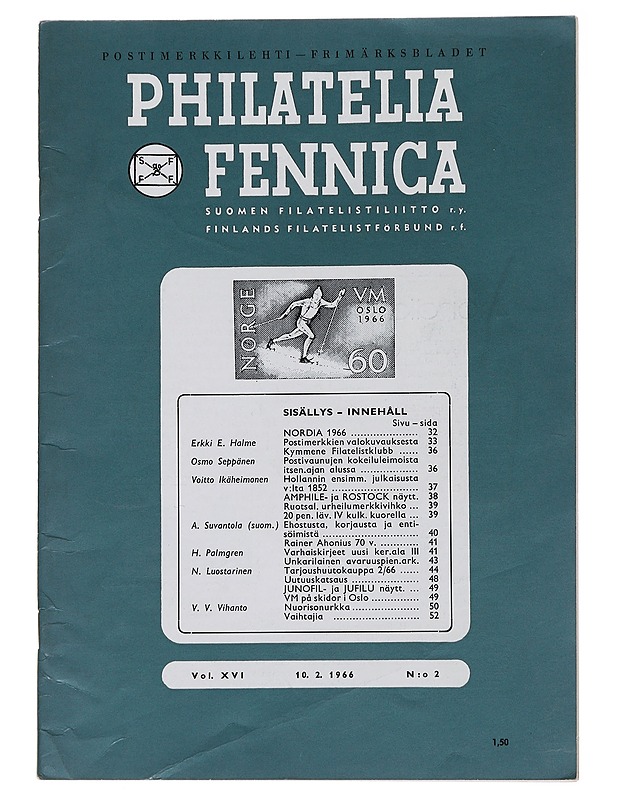 POSTIMERKKILEHTI — FRIMÄRKSBLADET
PHILATELIA
FENNICA
S F
F F
SUOMEN FILATELISTILIITTO r.y.
FINLANDS FILATELISTFÖRBUND r.f.
NORGE
VM
OSLO
1966
60
SISÄLLYS – INNEHÅLL
Sivu – sida
NORDIA 1966 ..................... 32
Erkki E. Halme Postimerkkien valokuvauksesta 33
Kymmene Filatelistklubb ...... 36
Osmo Seppänen Postivaunujen kokeiluleimoista
itsen.ajan alussa ................. 36
Voitto Ikäheimonen Hollannin ensimm. julkaisusta
v:lta 1852 ......................... 37
AMPHILE- ja ROSTOCK näytt. 38
Ruotsal. urheilumerkkivihko ... 39
20 pen. läv. IV kulk. kuorella ... 39
A. Suvantola (suom.) Ehostusta, korjausta ja enti-
söimistä ............................ 40
Rainer Ahonius 70 v. ............ 41
H. Palmgren Varhaiskirjeet uusi ker.ala III 41
Unkarilainen avaruuspien.ark. 43
N. Luostarinen Tarjoushuutokauppa 2/66 ...... 44
Uutuuskatsaus ..................... 48
JUNOFIL- ja JUFILU näytt. ... 49
VM på skidor i Oslo .............. 49
V. V. Vihanto Nuorisonurkka ..................... 50
Vaihtajia ........................... 52
Vol. XVI 10. 2. 1966 N:o 2
1,50